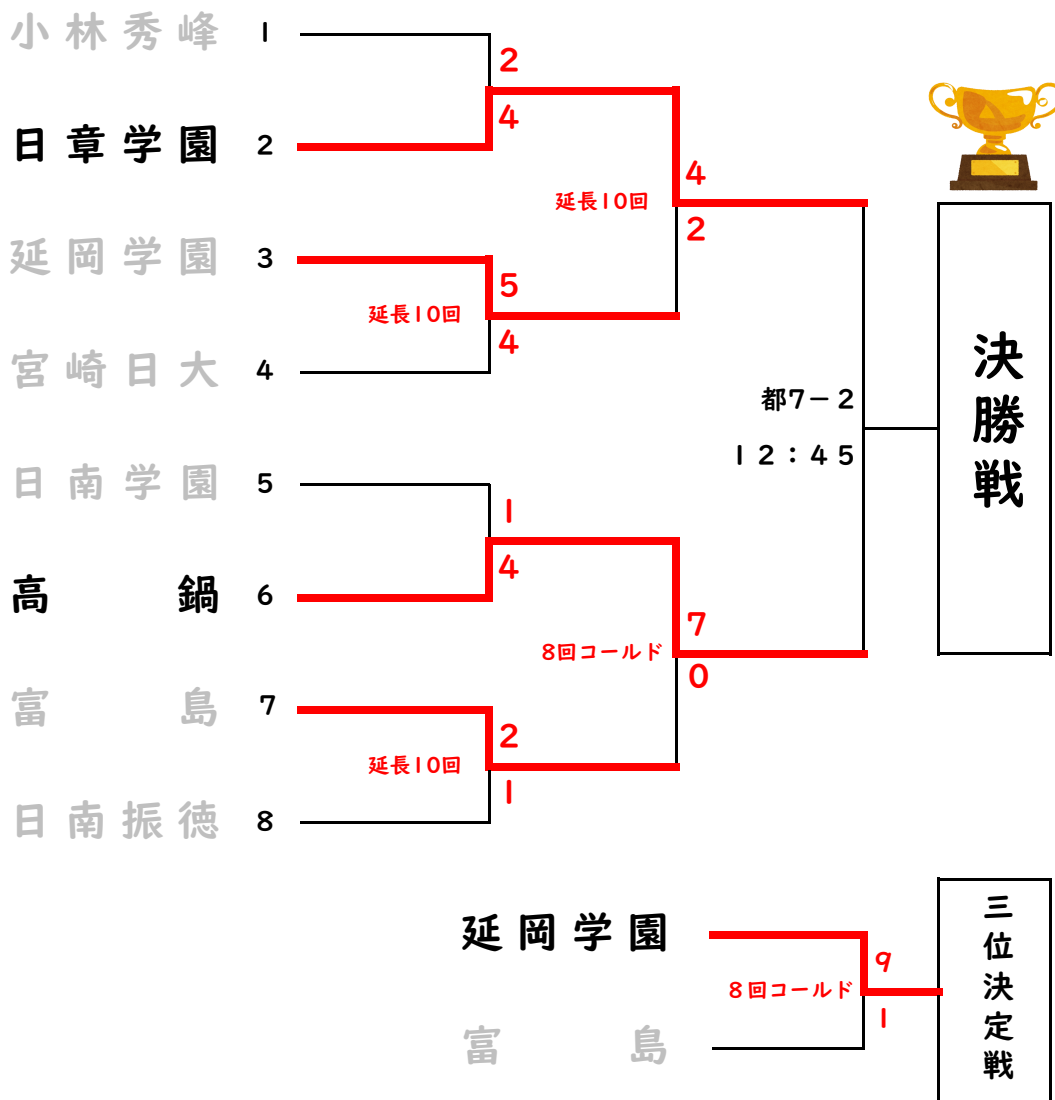 小林秀峰 1
2
日章学園 2
4
4
延長10回
2
延岡学園 3
5
延長10回
4
宮崎日大 4
都7－2
12：45
決勝戦
日南学園 5
1
高鍋 6
4
7
8回コールド
0
富島 7
2
延長10回
1
日南振徳 8
延岡学園
9
8回コールド
1
富島
三位決定戦